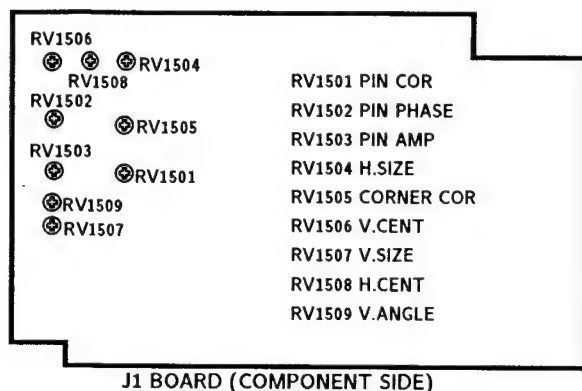 RV1506
RV1504
RV1508
RV1502
RV1505
RV1503
RV1501
RV1509
RV1507
RV1501 PIN COR
RV1502 PIN PHASE
RV1503 PIN AMP
RV1504 H.SIZE
RV1505 CORNER COR
RV1506 V.CENT
RV1507 V.SIZE
RV1508 H.CENT
RV1509 V.ANGLE
J1 BOARD (COMPONENT SIDE)